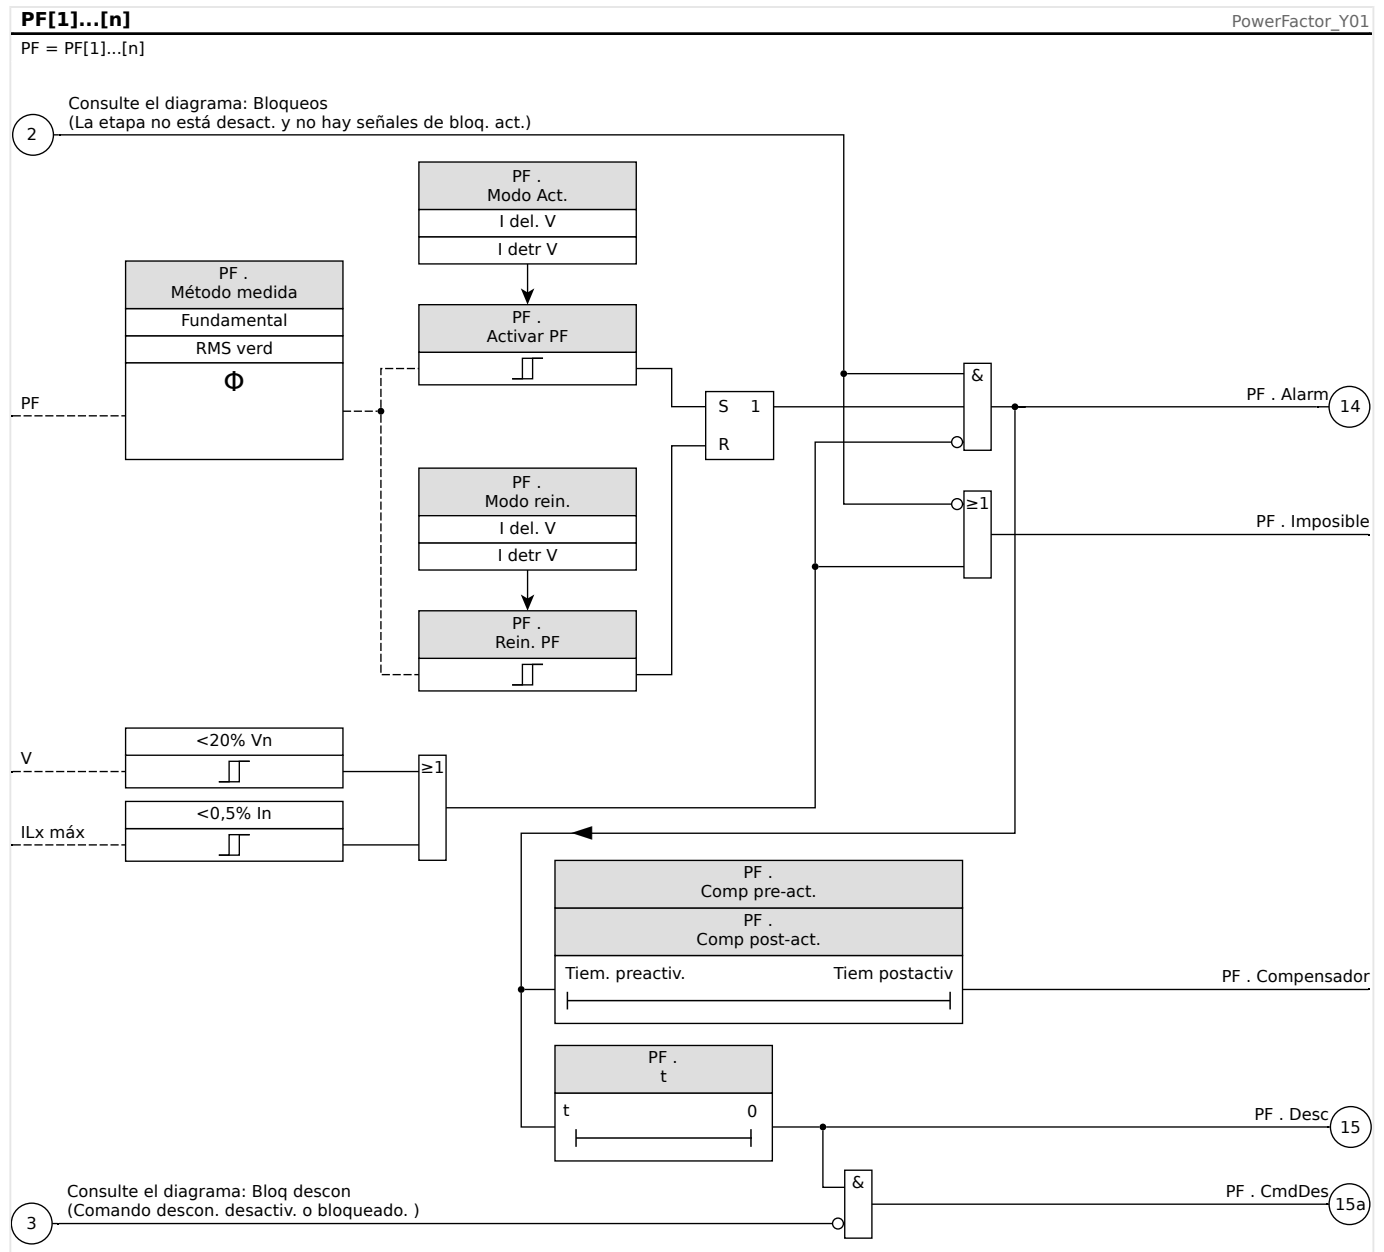 PF[1]...[n]
PowerFactor_Y01
PF = PF[1]...[n]
Consulte el diagrama: Bloqueos
(La etapa no está desact. y no hay señales de bloq. act.)
2
PF .
Modo Act.
I del. V
I detr V
PF .
Método medida
Fundamental
RMS verd
Φ
PF
PF .
Activar PF
S 1
R
&
PF . Alarm
14
PF .
Modo rein.
I del. V
I detr V
≥1
PF . Imposible
PF .
Rein. PF
V
<20% Vn
≥1
ILx máx
<0,5% In
PF .
Comp pre-act.
PF .
Comp post-act.
Tiem. preactiv.
Tiem postactiv
PF . Compensador
PF .
t
t
0
PF . Desc
15
&
PF . CmdDes
15a
Consulte el diagrama: Bloq descon
(Comando descon. desactiv. o bloqueado. )
3